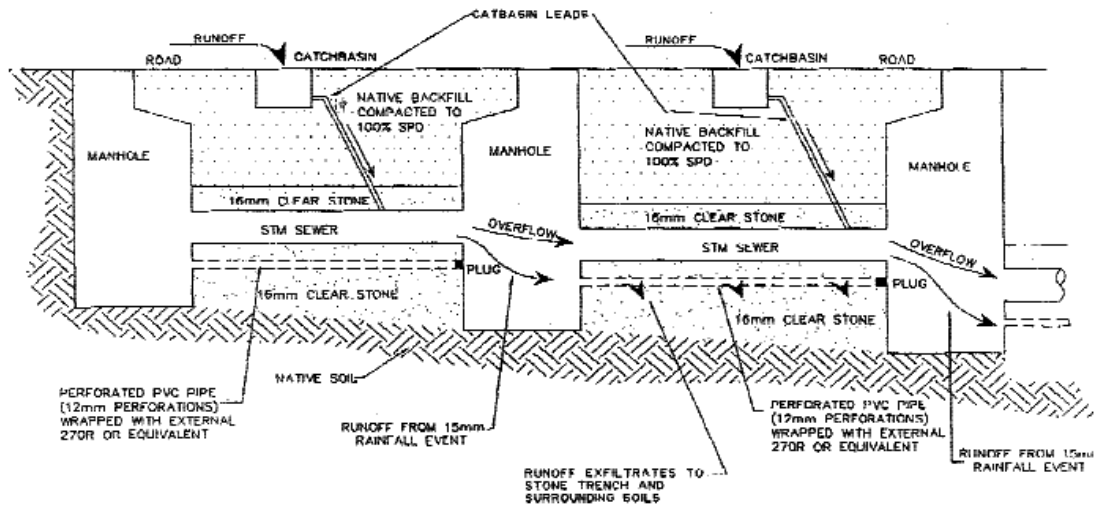 CATBASIN LEADS
RUNOFF
RUNOFF
ROAD
CATCHBASIN
CATCHBASIN
ROAD
NATIVE BACKFILL
COMPACTED TO
100% SPD
NATIVE BACKFILL
COMPACTED TO
100% SPD
MANHOLE
MANHOLE
MANHOLE
16mm CLEAR STONE
16mm CLEAR STONE
STM SEWER
OVERFLOW
STM SEWER
OVERFLOW
PLUG
PLUG
16mm CLEAR STONE
16mm CLEAR STONE
NATIVE SOIL
PERFORATED PVC PIPE
(12mm PERFORATIONS)
WRAPPED WITH EXTERNAL
270R OR EQUIVALENT
RUNOFF FROM 15mm
RAINFALL EVENT
PERFORATED PVC PIPE
(12mm PERFORATIONS)
WRAPPED WITH EXTERNAL
270R OR EQUIVALENT
RUNOFF FROM 15mm
RAINFALL EVENT
RUNOFF EXFILTRATES TO
STONE TRENCH AND
SURROUNDING SOILS